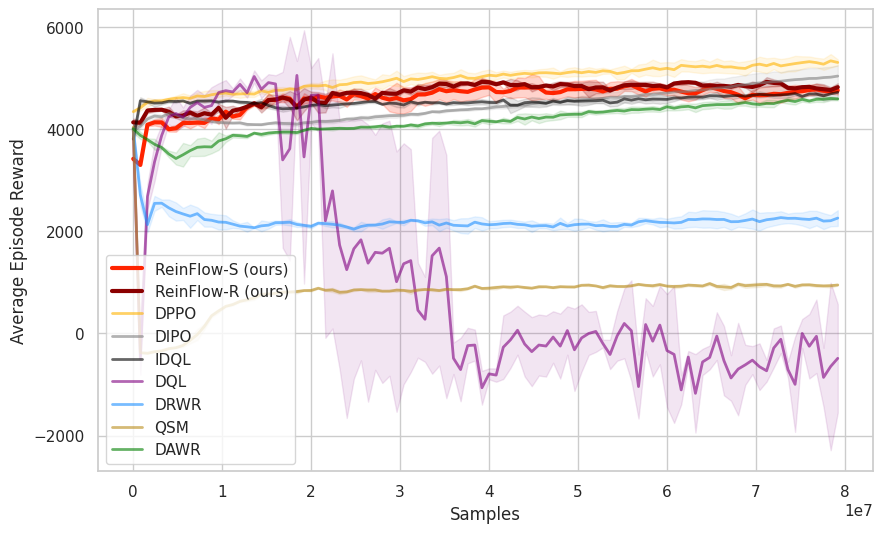 6000
4000
2000
0
−2000
Average Episode Reward
ReinFlow-S (ours)
ReinFlow-R (ours)
DPPO
DIPO
IDQL
DQL
DRWR
QSM
DAWR
0 1 2 3 4 5 6 7 8
1e7
Samples